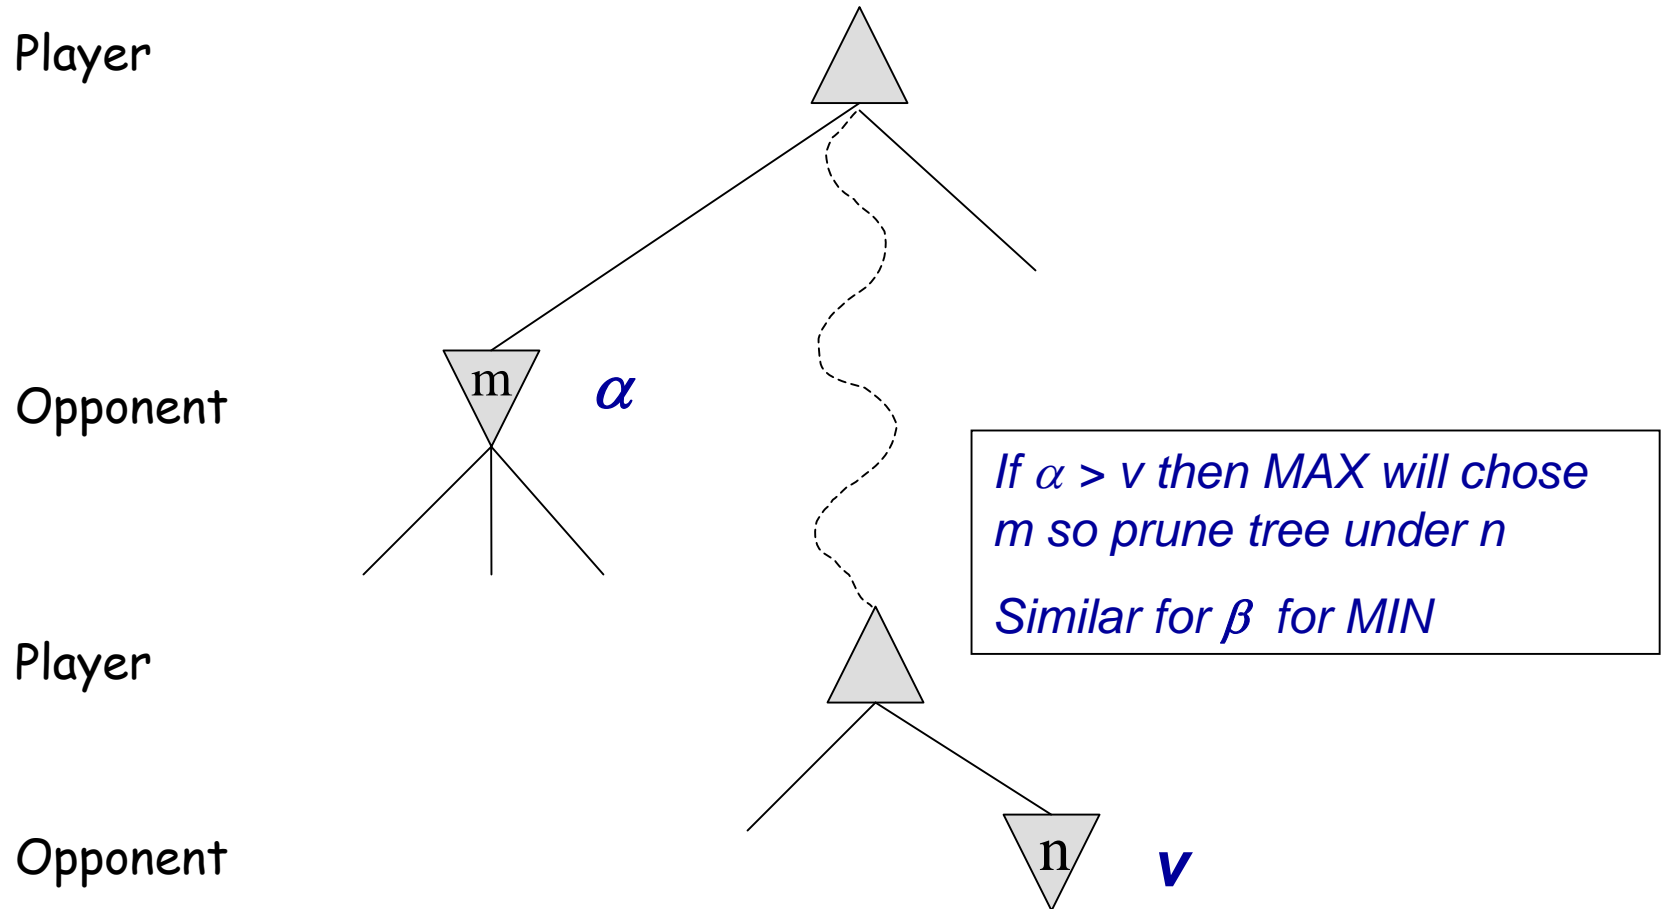 Player
m
α
Opponent
If α > v then MAX will chose
m so prune tree under n
Similar for β for MIN
Player
Opponent
n
v